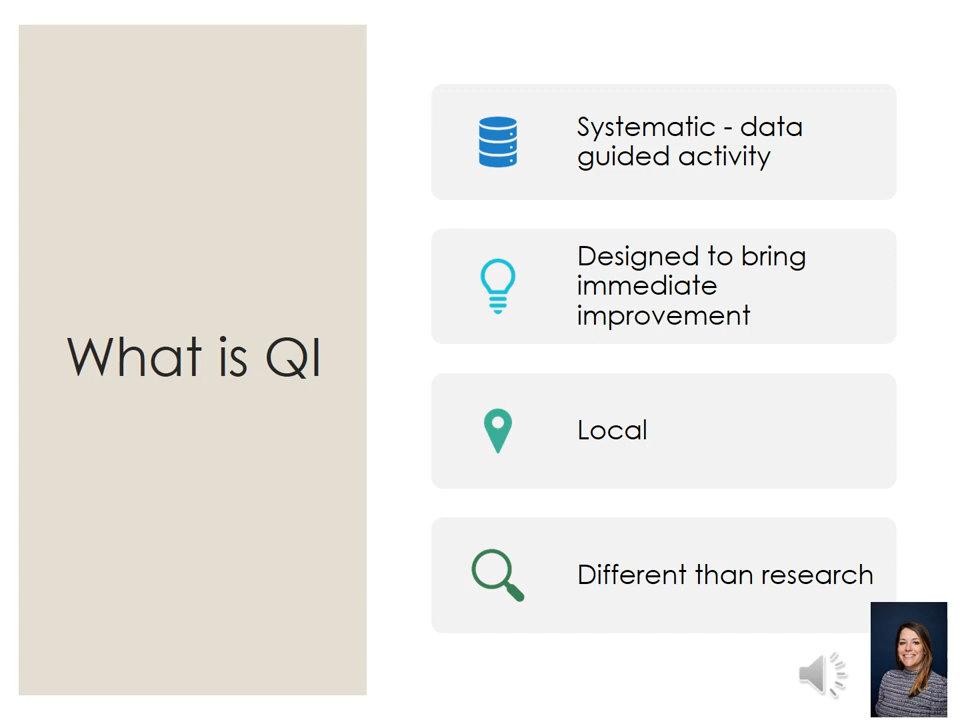 What is QI
Systematic - data
guided activity
Designed to bring
immediate
improvement
Local
Different than research